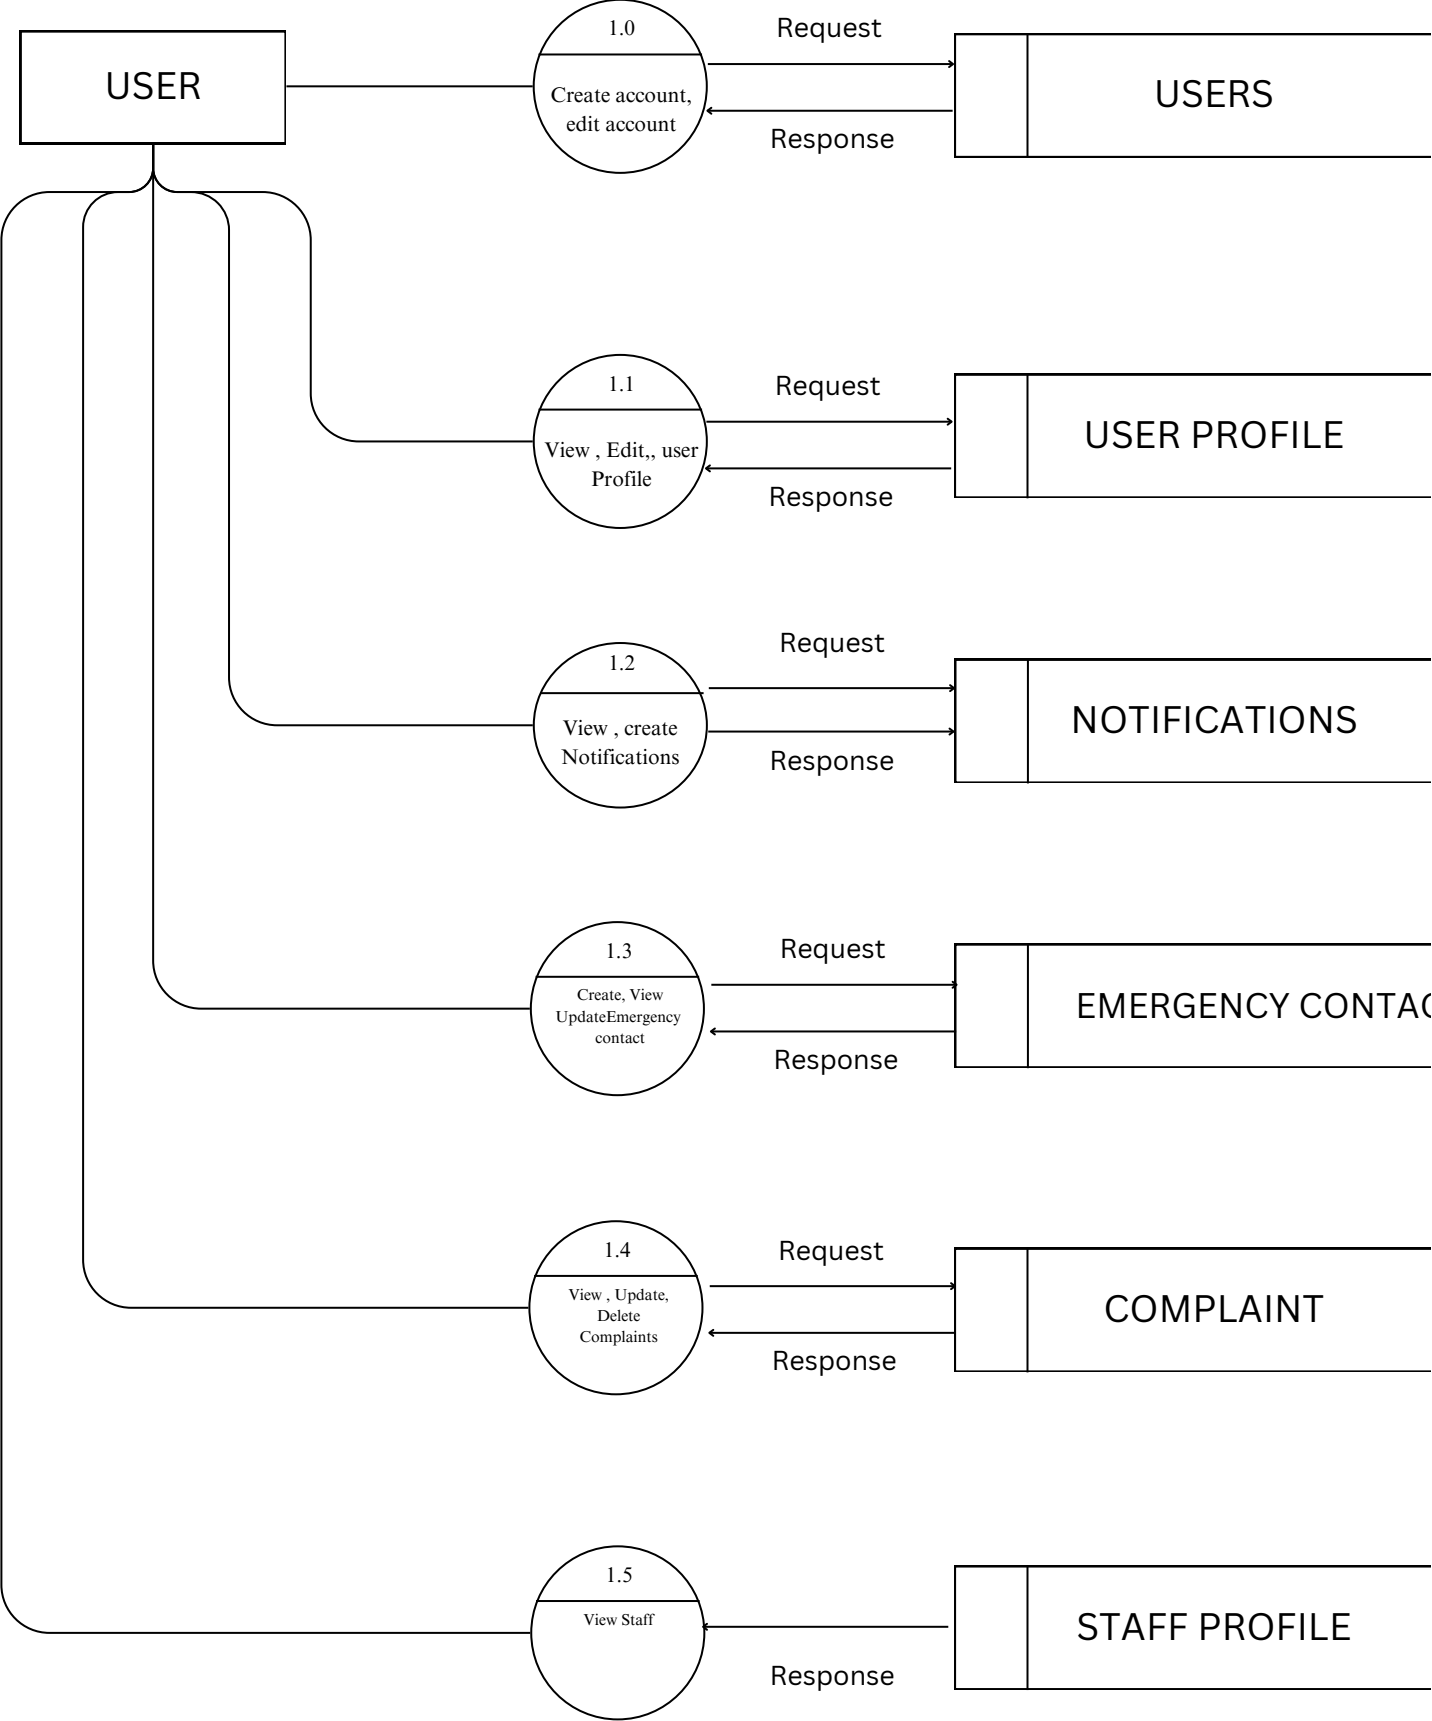 USER
1.0
Create account,
edit account
Request
Response
USERS
1.1
View , Edit,, user
Profile
Request
Response
USER PROFILE
1.2
View , create
Notifications
Request
Response
NOTIFICATIONS
1.3
Create, View
UpdateEmergency
contact
Request
Response
EMERGENCY
1.4
View , Update,
Delete
Complaints
Request
Response
COMPLAINT
1.5
View Staff
Response
STAFF PROFILE